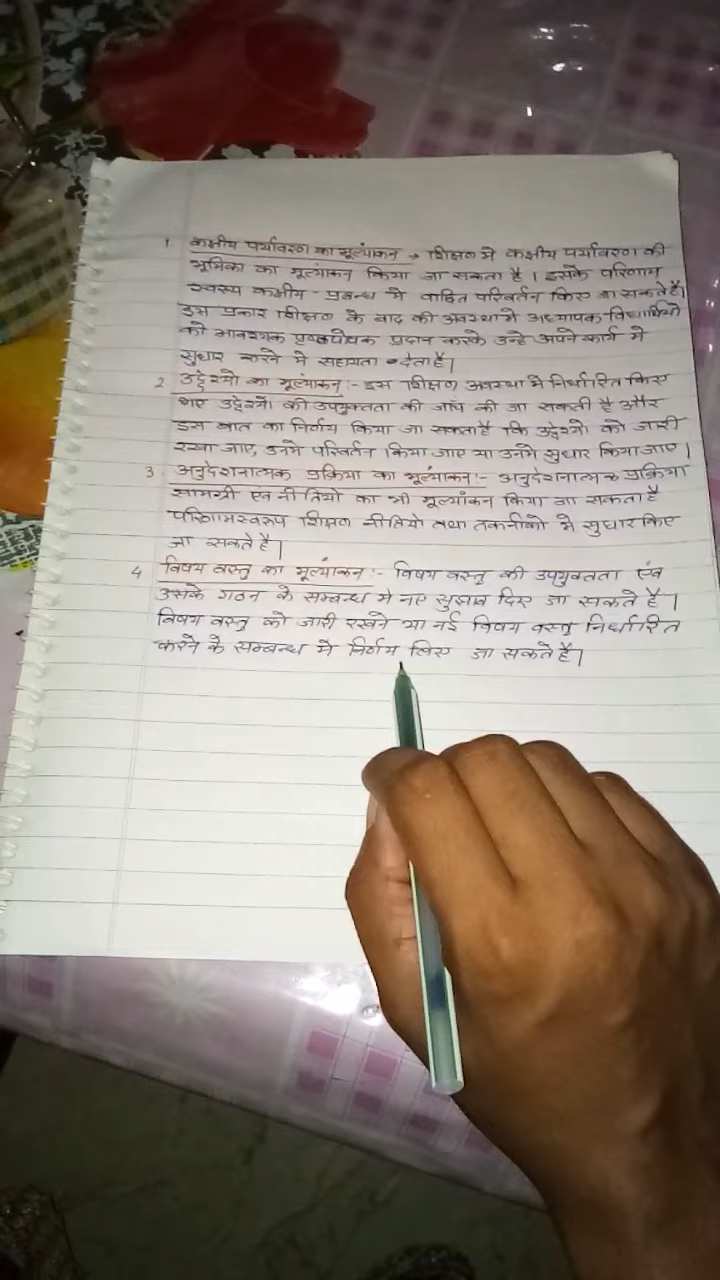 1. कक्षीय पर्यावरण का मूल्यांकन → शिक्षण मे कक्षीय पर्यावरण की
भूमिका का मूल्यांकन किया जा सकता है। इसके परिणाम
स्वरूप कक्षीय - प्रबन्ध मे वांछित परिवर्तन किए जा सकते है।
इस प्रकार शिक्षण के बाद की अवस्था मे अध्यापक विद्यार्थियो
को आवश्यक पृष्ठपोषक प्रदान करके उन्हे अपने कार्य मे
सुधार करने मे सहायता देता है।
2. उद्देश्यो का मूल्यांकन :- इस शिक्षण अवस्था मे निर्धारित किए
गए उद्देश्यो की उपयुक्तता की जाँच की जा सकती है और
इस बात का निर्णय किया जा सकता है कि उद्देश्यो को जारी
रखा जाए, उनमे परिवर्तन किया जाए या उनमे सुधार किया जाए।
3. अनुदेशनात्मक प्रक्रिया का मूल्यांकन :- अनुदेशनात्मक प्रक्रिया
सामग्री एवं नीतियो का भी मूल्यांकन किया जा सकता है
परिणामस्वरूप शिक्षण नीतियो तथा तकनीको मे सुधार किए
जा सकते है।
4 विषय वस्तु का मूल्यांकन :- विषय वस्तु की उपयुक्तता एंव
उसके गठन के सम्बन्ध मे नए सुझाव दिए जा सकते है।
विषय वस्तु को जारी रखने या नई विषय वस्तु निर्धारित
करने के सम्बन्ध मे निर्णय लिए जा सकते है।